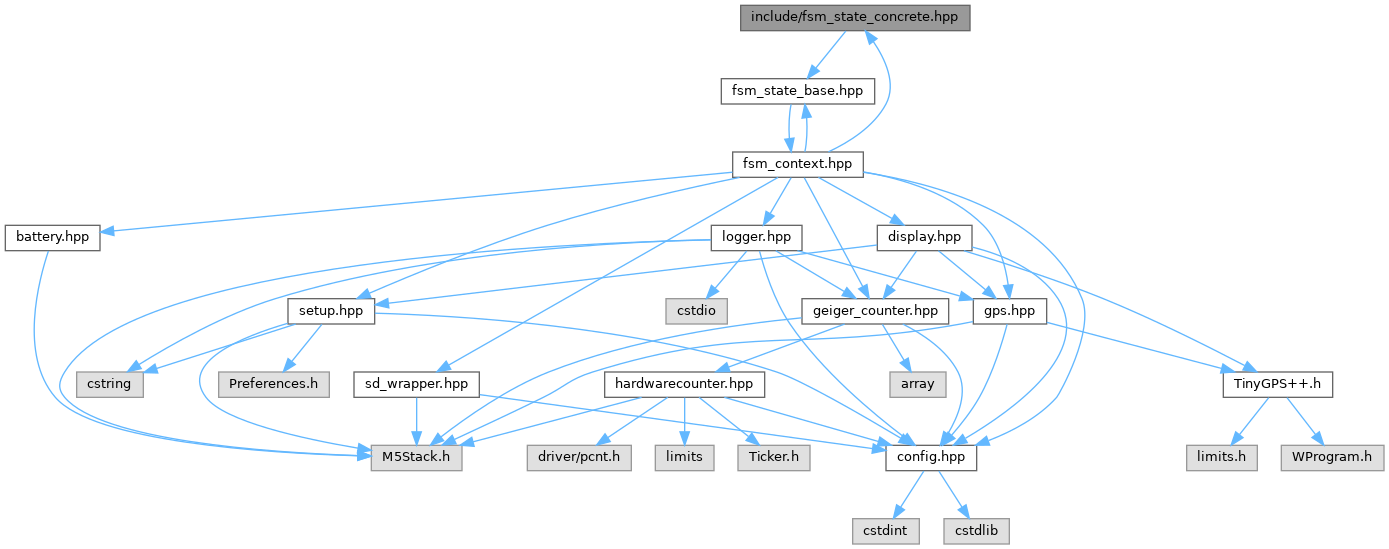 include/fsm_state_concrete.hpp
fsm_state_base.hpp
fsm_context.hpp
battery.hpp
logger.hpp
display.hpp
setup.hpp
cstdio
geiger_counter.hpp
gps.hpp
cstring
Preferences.h
sd_wrapper.hpp
hardwarecounter.hpp
array
TinyGPS++.h
M5Stack.h
driver/pcnt.h
limits
Ticker.h
config.hpp
limits.h
WProgram.h
cstdint
cstdlib